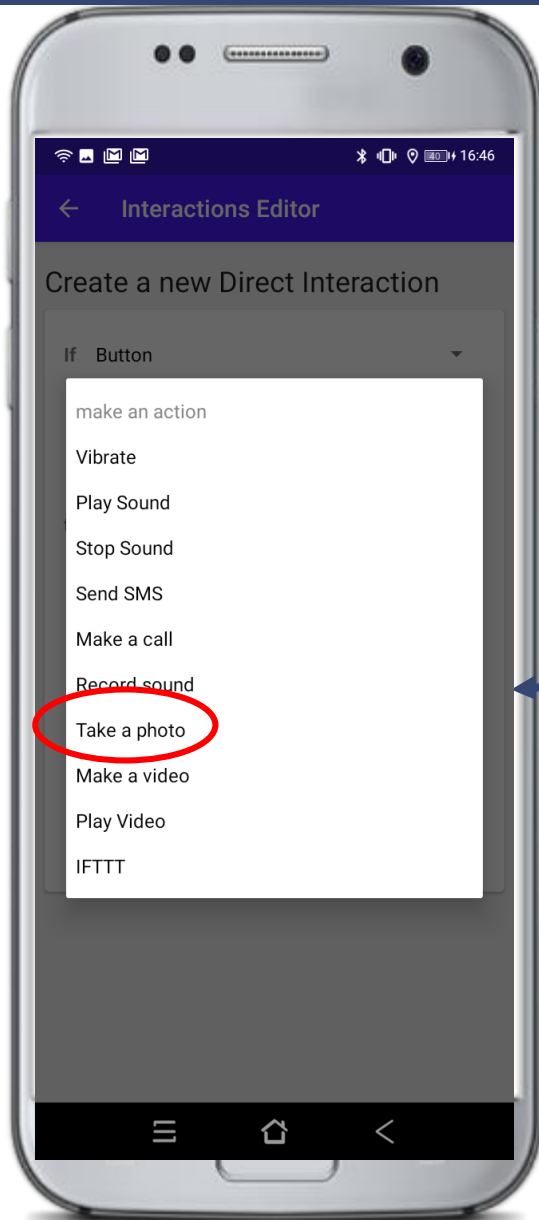 40 16:46
Interactions Editor
Create a new Direct Interaction
If Button
make an action
Vibrate
Play Sound
Stop Sound
Send SMS
Make a call
Record sound
Take a photo
Make a video
Play Video
IFTTT